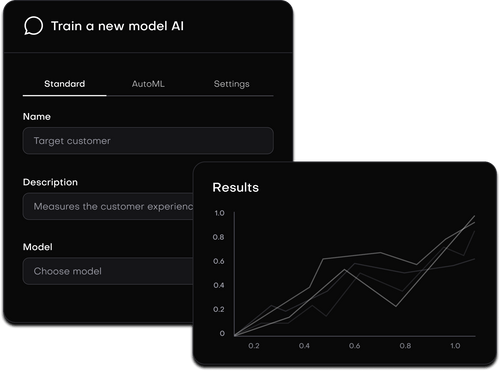 Train a new model AI
Standard
AutoML
Settings
Name
Target customer
Description
Measures the customer experienc
Model
Choose model
Results
1.0
0.8
0.6
0.4
0.2
0
0.2
0.4
0.6
0.8
1.0